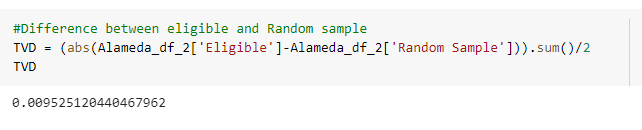 #Difference between eligible and Random sample
TVD = (abs(Alameda_df_2['Eligible']-Alameda_df_2['Random Sample'])).sum()/2
TVD
0.009525120440467962